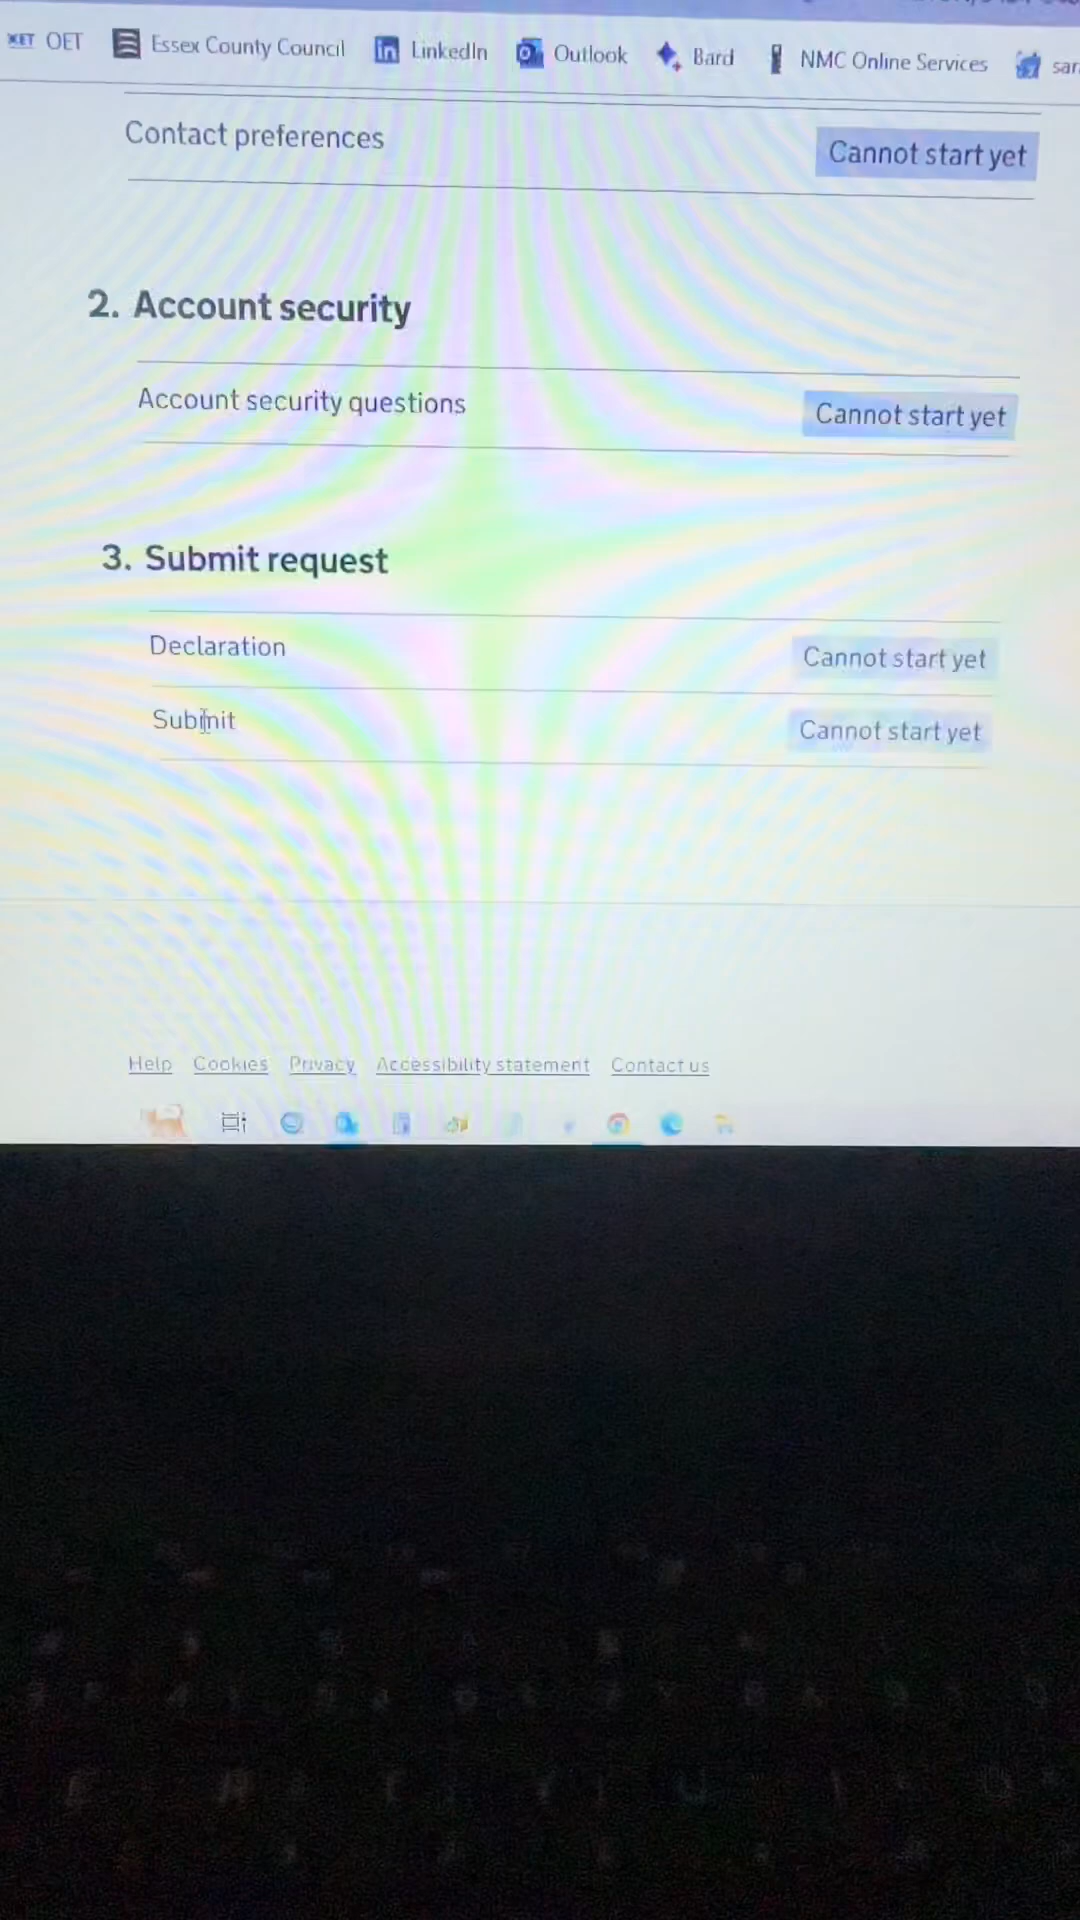 OET Essex County Council LinkedIn Outlook Bard NMC Online Services
Contact preferences Cannot start yet
2. Account security
Account security questions Cannot start yet
3. Submit request
Declaration Cannot start yet
Submit Cannot start yet
Help Cookies Privacy Accessibility statement Contact us